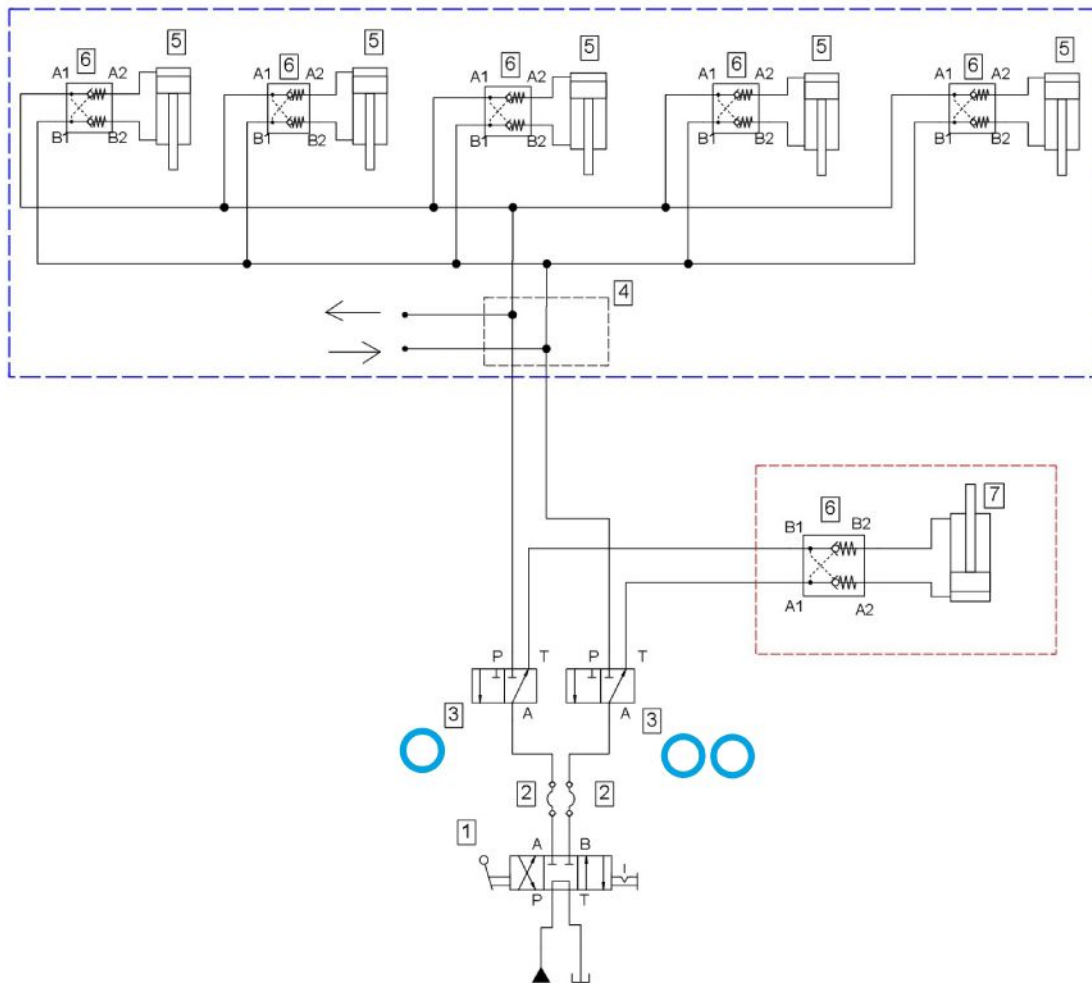 6 5 6 5 6 5 6 5 6 5
A1 A2 A1 A2 A1 A2 A1 A2 A1 A2
B1 B2 B1 B2 B1 B2 B1 B2 B1 B2
4
7
6
B1 B2
A1 A2
P T P T
3 A 3 A
2 2
1
A B
P T